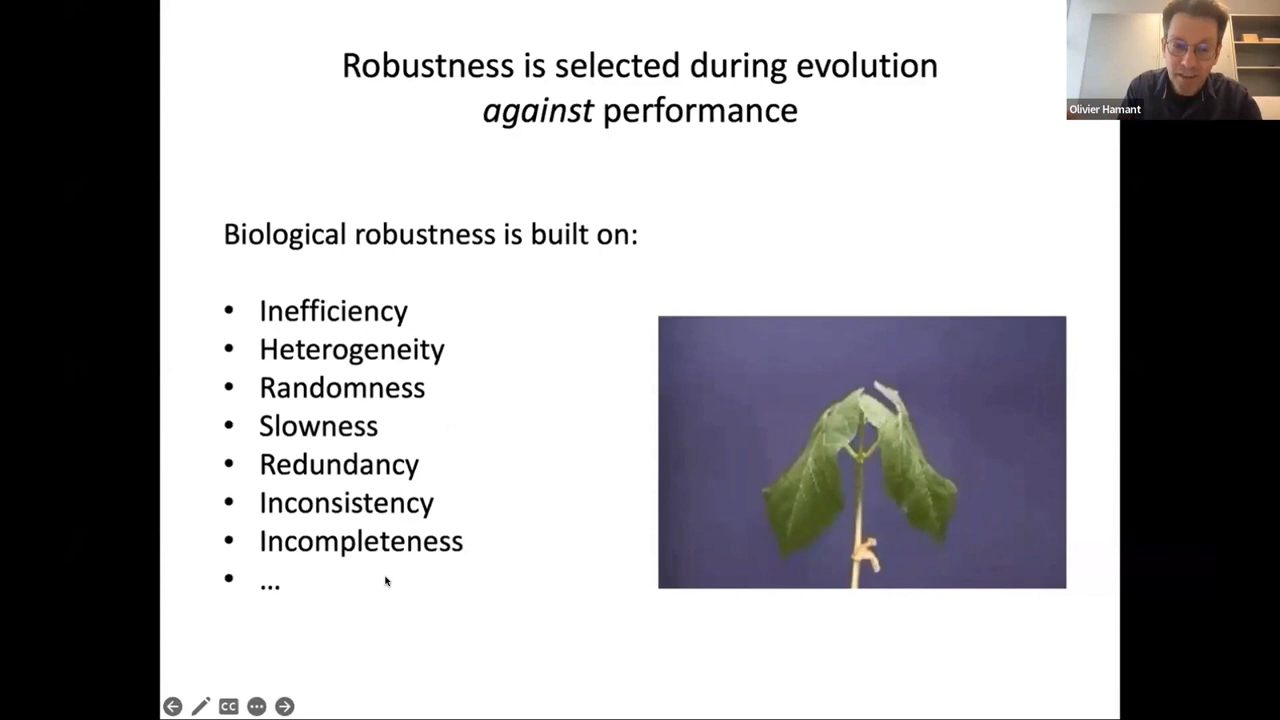 Robustness is selected during evolution
against performance
Olivier Hamant
Biological robustness is built on:
• Inefficiency
• Heterogeneity
• Randomness
• Slowness
• Redundancy
• Inconsistency
• Incompleteness
• ...
CC